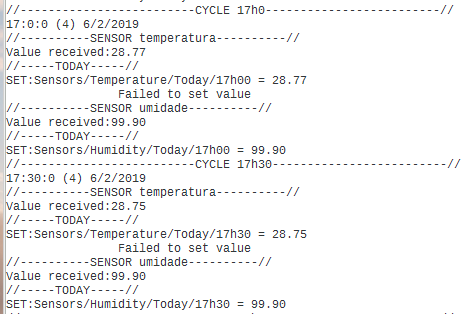 //-------------------------CYCLE 17h0-------------------------//
17:0:0 (4) 6/2/2019
//----------SENSOR temperatura----------//
Value received:28.77
//-----TODAY-----//
SET:Sensors/Temperature/Today/17h00 = 28.77
Failed to set value
//----------SENSOR umidade----------//
Value received:99.90
//-----TODAY-----//
SET:Sensors/Humidity/Today/17h00 = 99.90
//-------------------------CYCLE 17h30-------------------------//
17:30:0 (4) 6/2/2019
//----------SENSOR temperatura----------//
Value received:28.75
//-----TODAY-----//
SET:Sensors/Temperature/Today/17h30 = 28.75
Failed to set value
//----------SENSOR umidade----------//
Value received:99.90
//-----TODAY-----//
SET:Sensors/Humidity/Today/17h30 = 99.90